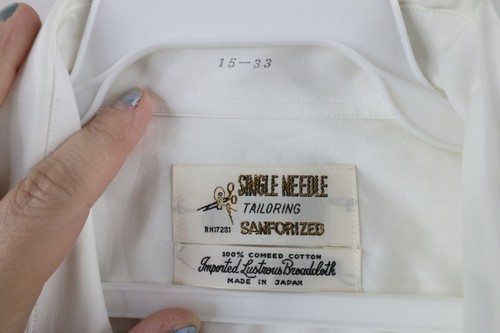 15-33
SINGLE NEEDLE
TAILORING
RN17281 SANFORIZED
100% COMBED COTTON
Imported Lustrous Broadcloth
MADE IN JAPAN